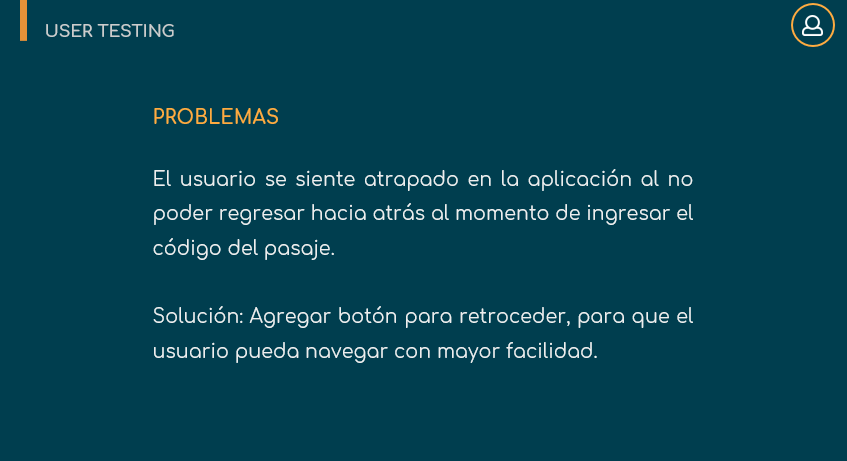 USER TESTING
PROBLEMAS
El usuario se siente atrapado en la aplicación al no
poder regresar hacia atrás al momento de ingresar el
código del pasaje.
Solución: Agregar botón para retroceder, para que el
usuario pueda navegar con mayor facilidad.